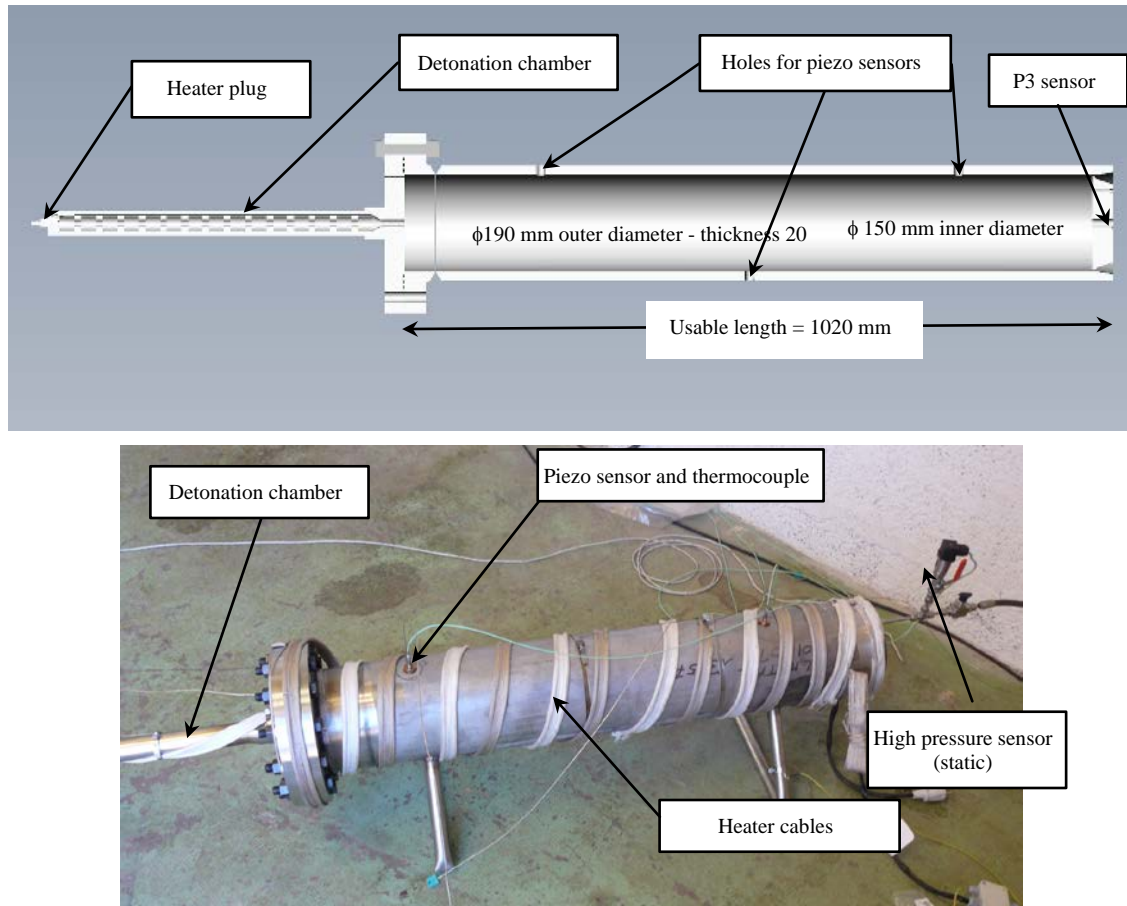 Heater plug
Detonation chamber
Holes for piezo sensors
P3 sensor
ϕ190 mm outer diameter - thickness 20
ϕ 150 mm inner diameter
Usable length = 1020 mm
Detonation chamber
Piezo sensor and thermocouple
High pressure sensor
(static)
Heater cables